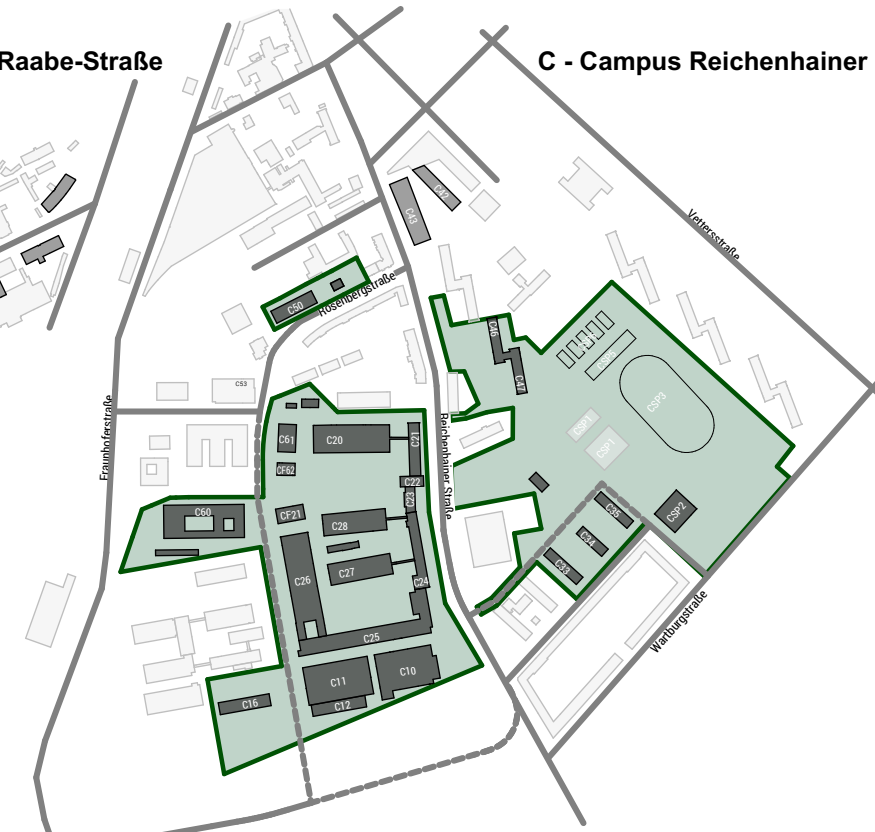 Raabe-Straße
C - Campus Reichenhainer
C42
C43
Vettersstraße
Rosenbergstraße
C50
C46
C47
C53
CSP3
CSP1
Fraunhoferstraße
Reichenhainer Straße
C61
C20
C21
CF62
C22
C23
C60
CF21
C28
C35
CSP2
C34
C27
C26
C24
C33
C25
Wartburgstraße
C11
C10
C16
C12